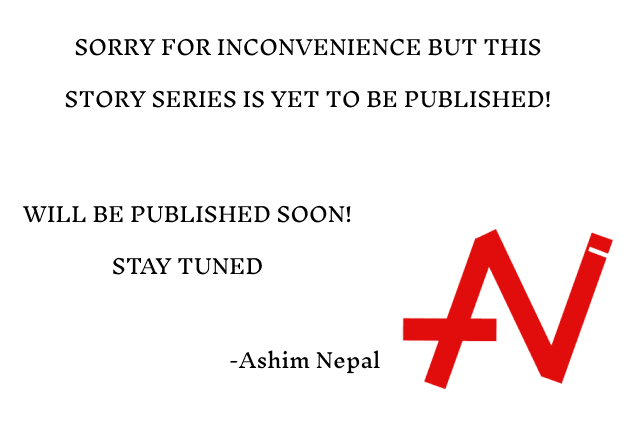 SORRY FOR INCONVENIENCE BUT THIS
STORY SERIES IS YET TO BE PUBLISHED!
WILL BE PUBLISHED SOON!
STAY TUNED
-Ashim Nepal